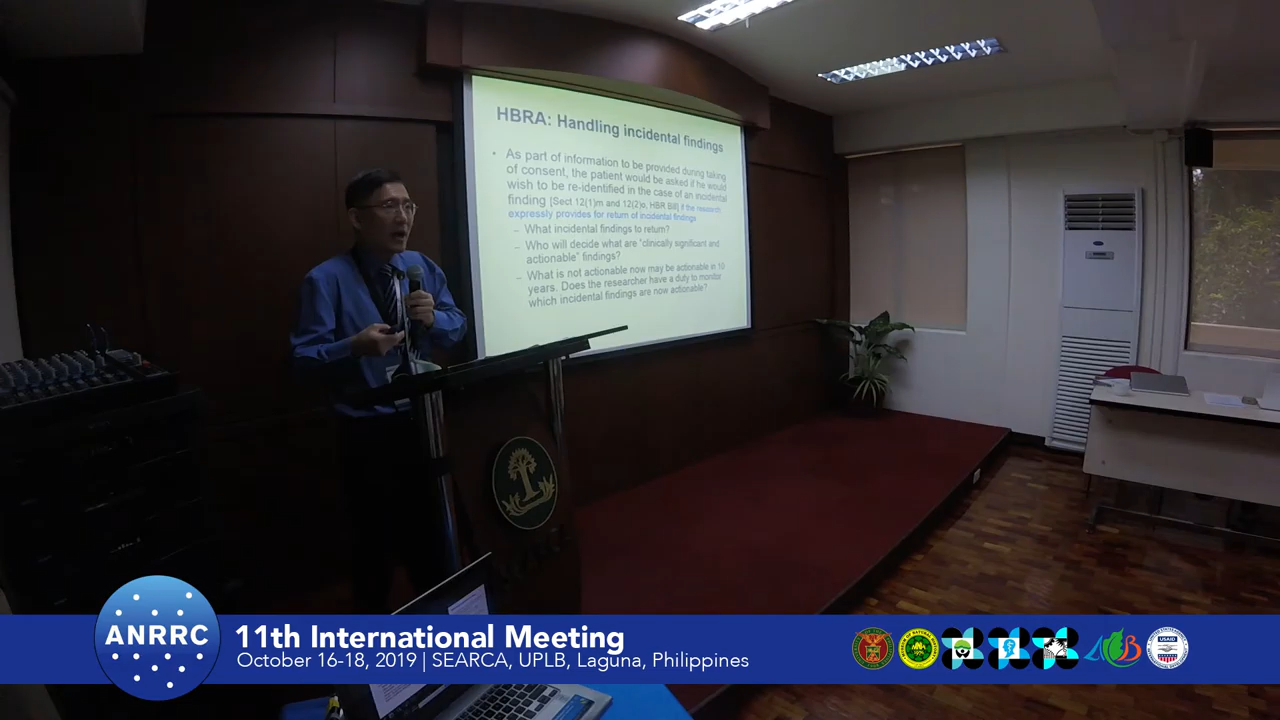 HBRA: Handling incidental findings
• As part of information to be provided during taking
of consent, the patient would be asked if he would
wish to be re-identified in the case of an incidental
finding [Sect 12(1)m and 12(2)o, HBR Bill] if the research
expressly provides for return of incidental findings
– What incidental findings to return?
– Who will decide what are "clinically significant and
actionable" findings?
– What is not actionable now may be actionable in 10
years. Does the researcher have a duty to monitor
which incidental findings are now actionable?
ANRRC
11th International Meeting
October 16-18, 2019 | SEARCA, UPLB, Laguna, Philippines
USAID